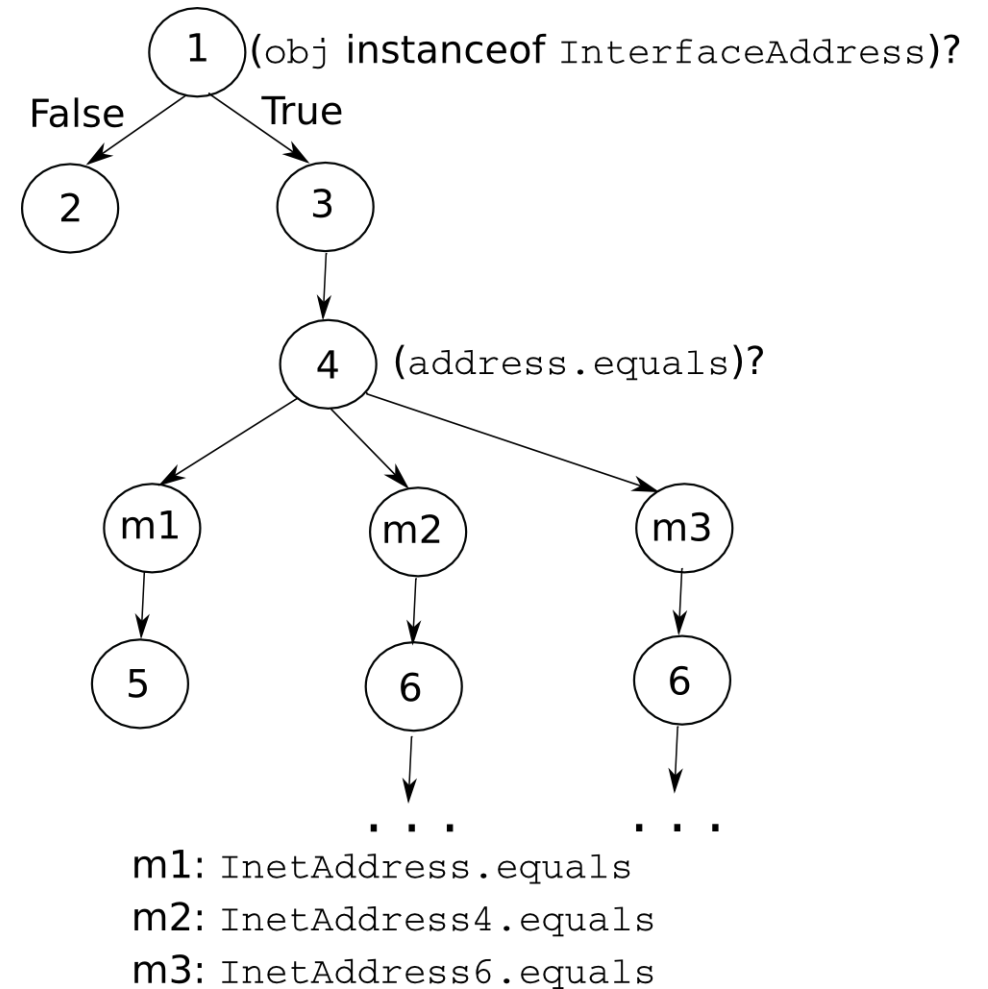 1 (obj instanceof InterfaceAddress)?
False True
2 3
4 (address.equals)?
m1 m2 m3
5 6 6
. . . . . .
m1: InetAddress.equals
m2: InetAddress4.equals
m3: InetAddress6.equals